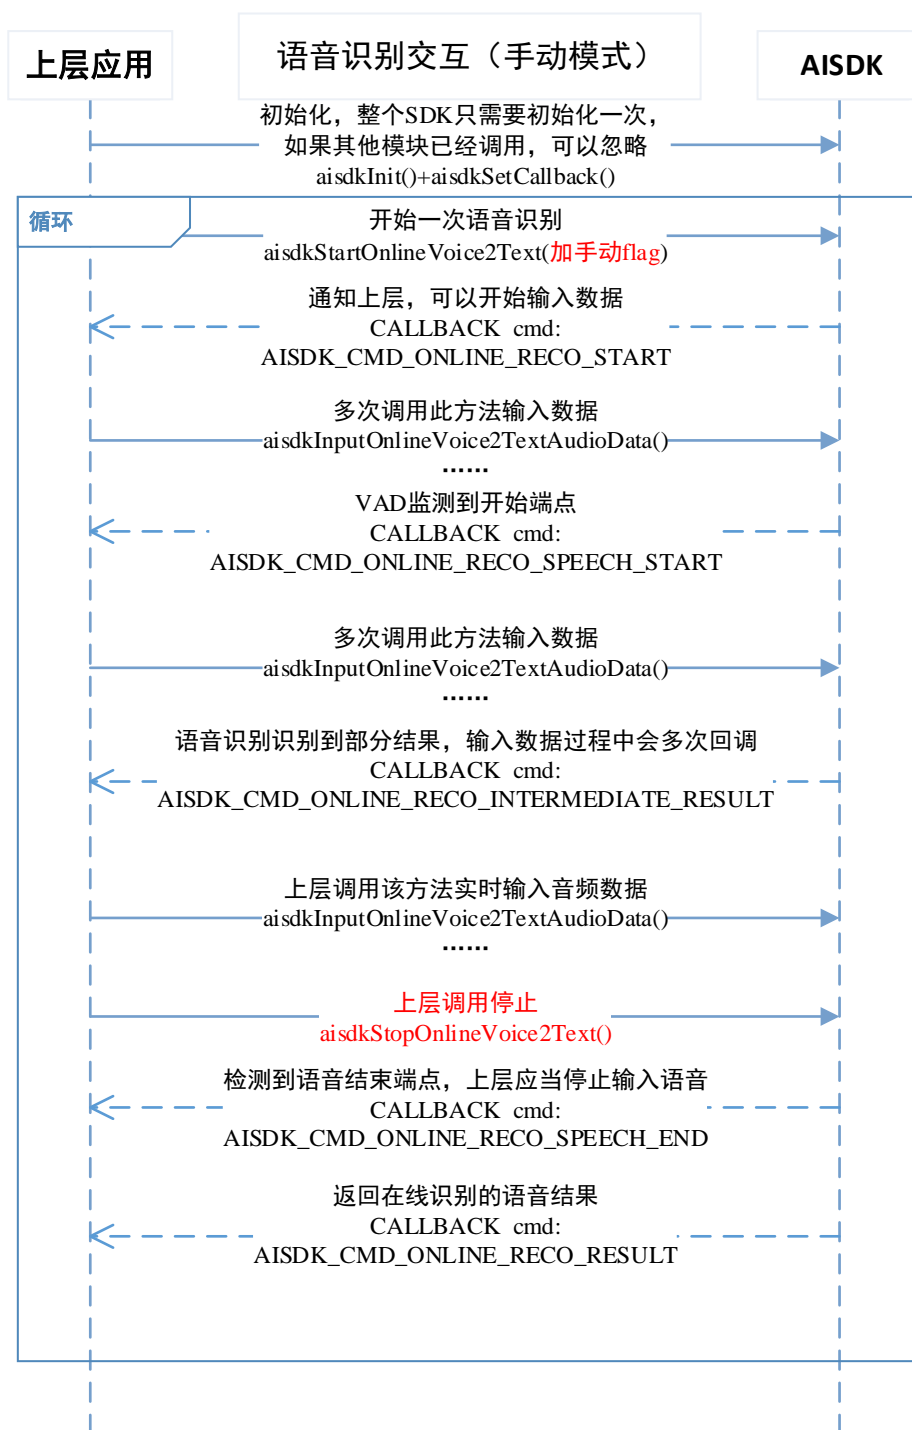 上层应用
语音识别交互（手动模式）
AISDK
初始化，整个SDK只需要初始化一次，
如果其他模块已经调用，可以忽略
aisdkInit()+aisdkSetCallback()
循环
开始一次语音识别
aisdkStartOnlineVoice2Text(加手动flag)
通知上层，可以开始输入数据
CALLBACK cmd:
AISDK_CMD_ONLINE_RECO_START
多次调用此方法输入数据
aisdkInputOnlineVoice2TextAudioData()
……
VAD监测到开始端点
CALLBACK cmd:
AISDK_CMD_ONLINE_RECO_SPEECH_START
多次调用此方法输入数据
aisdkInputOnlineVoice2TextAudioData()
……
语音识别识别到部分结果，输入数据过程中会多次回调
CALLBACK cmd:
AISDK_CMD_ONLINE_RECO_INTERMEDIATE_RESULT
上层调用该方法实时输入音频数据
aisdkInputOnlineVoice2TextAudioData()
……
上层调用停止
aisdkStopOnlineVoice2Text()
检测到语音结束端点，上层应当停止输入语音
CALLBACK cmd:
AISDK_CMD_ONLINE_RECO_SPEECH_END
返回在线识别的语音结果
CALLBACK cmd:
AISDK_CMD_ONLINE_RECO_RESULT